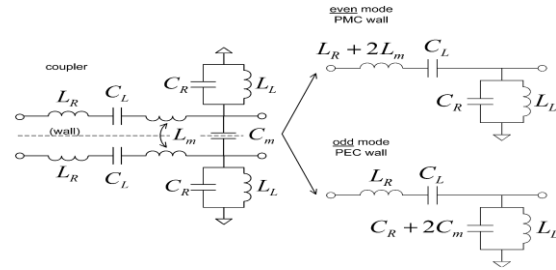 even mode
PMC wall
L_R + 2L_m
C_L
C_R
L_L
coupler
C_R
L_L
L_R
C_L
(wall)
L_m
C_m
L_R
C_L
C_R
L_L
odd mode
PEC wall
L_R
C_L
C_R + 2C_m
L_L